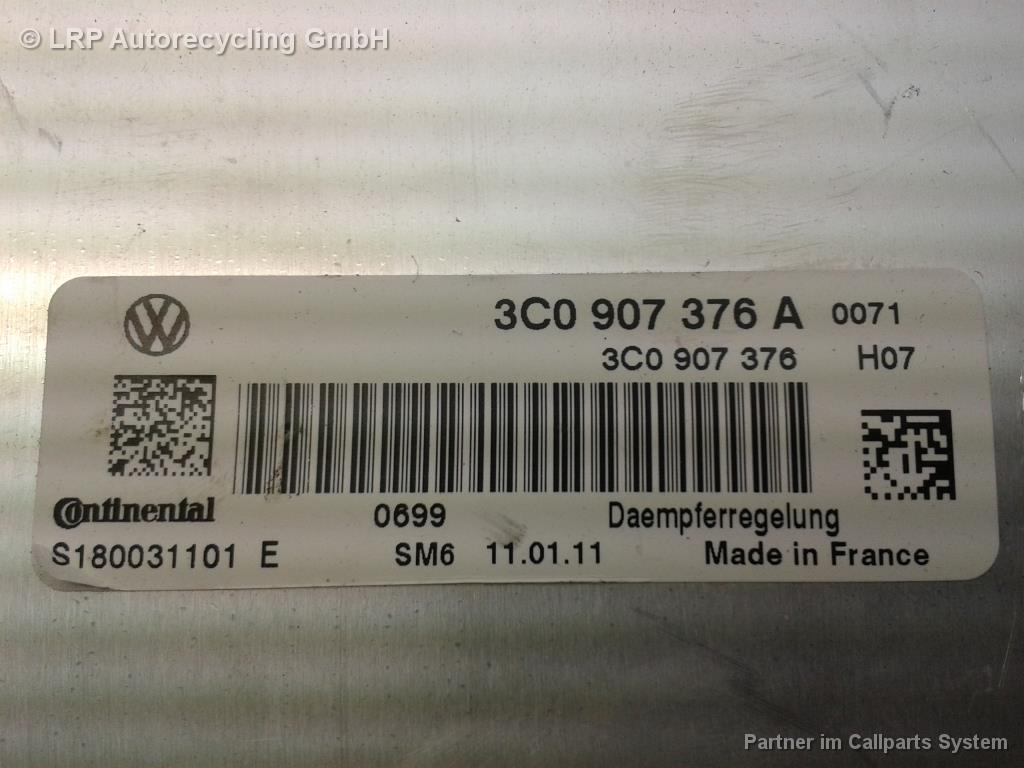 © LRP Autorecycling GmbH
3C0 907 376 A 0071
3C0 907 376 H07
Continental 0699 Daempferregelung
S180031101 E SM6 11.01.11 Made in France
Partner im Callparts System